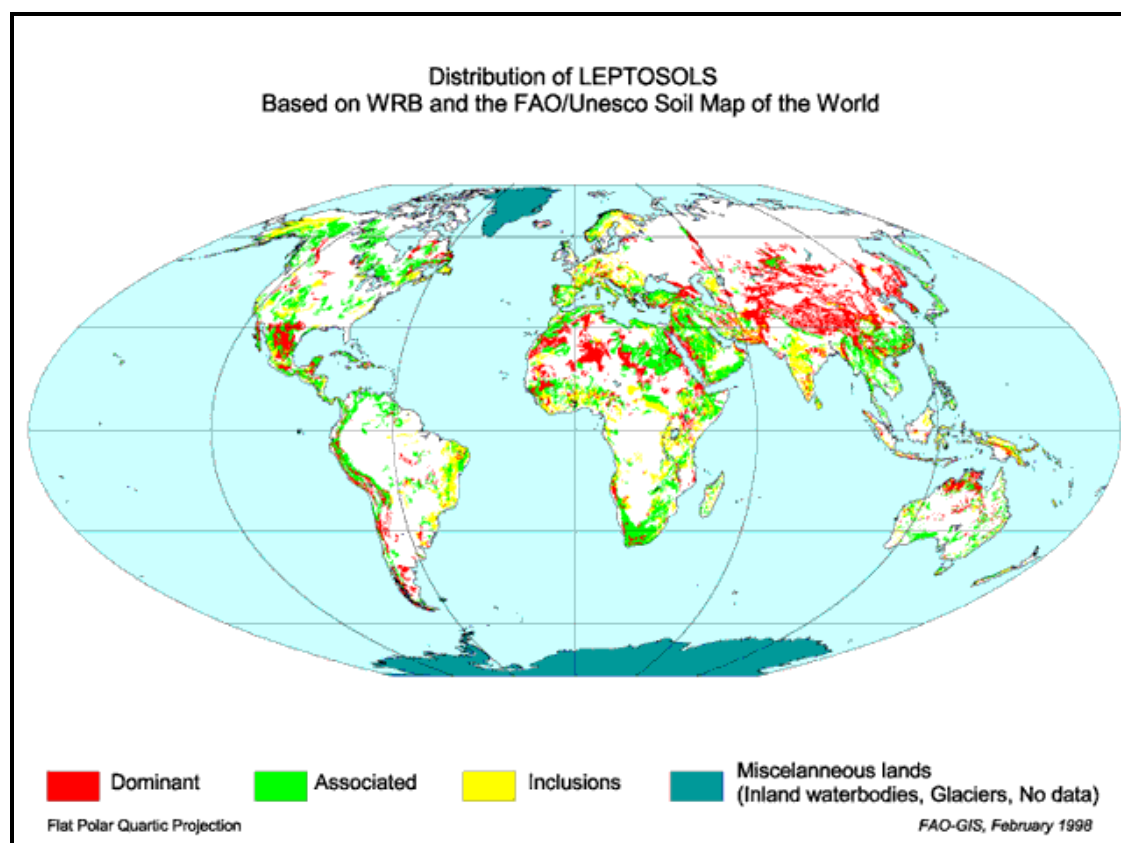 Distribution of LEPTOSOLS
Based on WRB and the FAO/Unesco Soil Map of the World
Dominant
Associated
Inclusions
Miscelanneous lands
(Inland waterbodies, Glaciers, No data)
Flat Polar Quartic Projection
FAO-GIS, February 1998